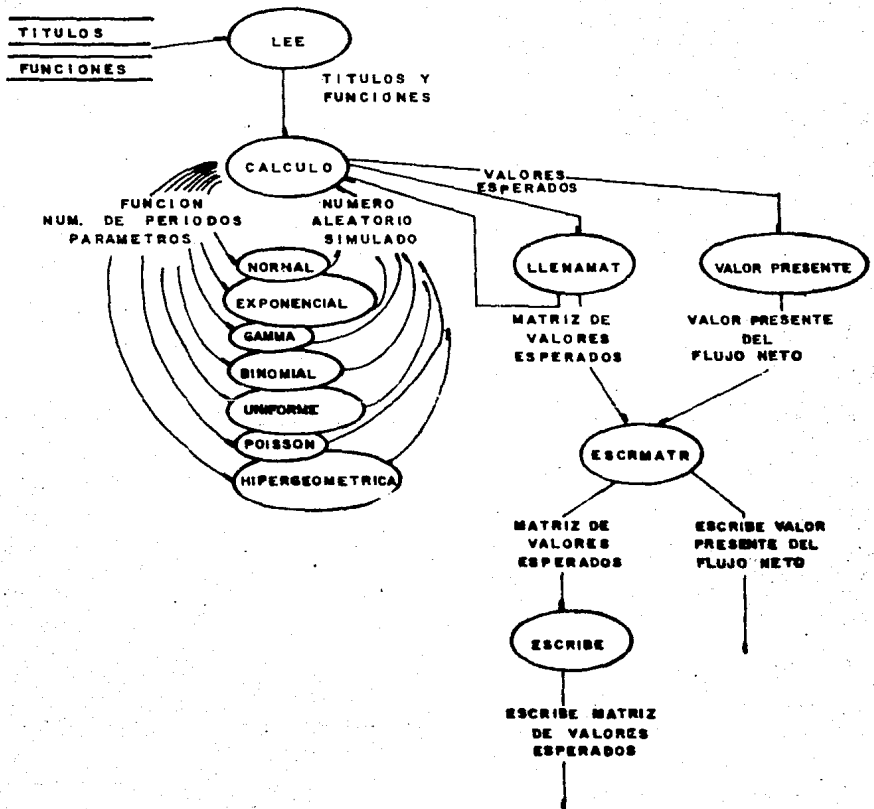 TITULOS
FUNCIONES
LEE
TITULOS Y
FUNCIONES
CALCULO
FUNCION
NUM. DE PERIODOS
PARAMETROS
NUMERO
ALEATORIO
SIMULADO
VALORES
ESPERADOS
NORMAL
EXPONENCIAL
GAMMA
BINOMIAL
UNIFORME
POISSON
HIPERGEOMETRICA
LLENAMAT
VALOR PRESENTE
MATRIZ DE
VALORES
ESPERADOS
VALOR PRESENTE
DEL
FLUJO NETO
ESCRMATR
MATRIZ DE
VALORES
ESPERADOS
ESCRIBE VALOR
PRESENTE DEL
FLUJO NETO
ESCRIBE
ESCRIBE MATRIZ
DE VALORES
ESPERADOS